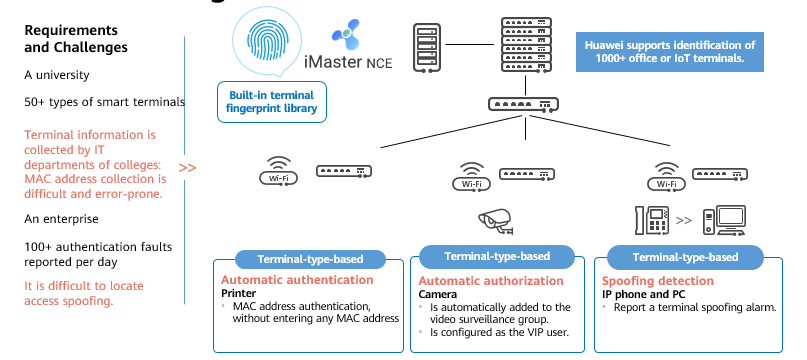 Requirements
and Challenges
A university
50+ types of smart terminals
Terminal information is
collected by IT
departments of colleges:
MAC address collection is
difficult and error-prone.
An enterprise
100+ authentication faults
reported per day
It is difficult to locate
access spoofing.
>>
iMaster NCE
Built-in terminal
fingerprint library
Huawei supports identification of
1000+ office or IoT terminals.
Wi-Fi
Wi-Fi
Wi-Fi
>>
Terminal-type-based
Automatic authentication
Printer
• MAC address authentication,
without entering any MAC address
Terminal-type-based
Automatic authorization
Camera
• Is automatically added to the
video surveillance group.
• Is configured as the VIP user.
Terminal-type-based
Spoofing detection
IP phone and PC
• Report a terminal spoofing alarm.